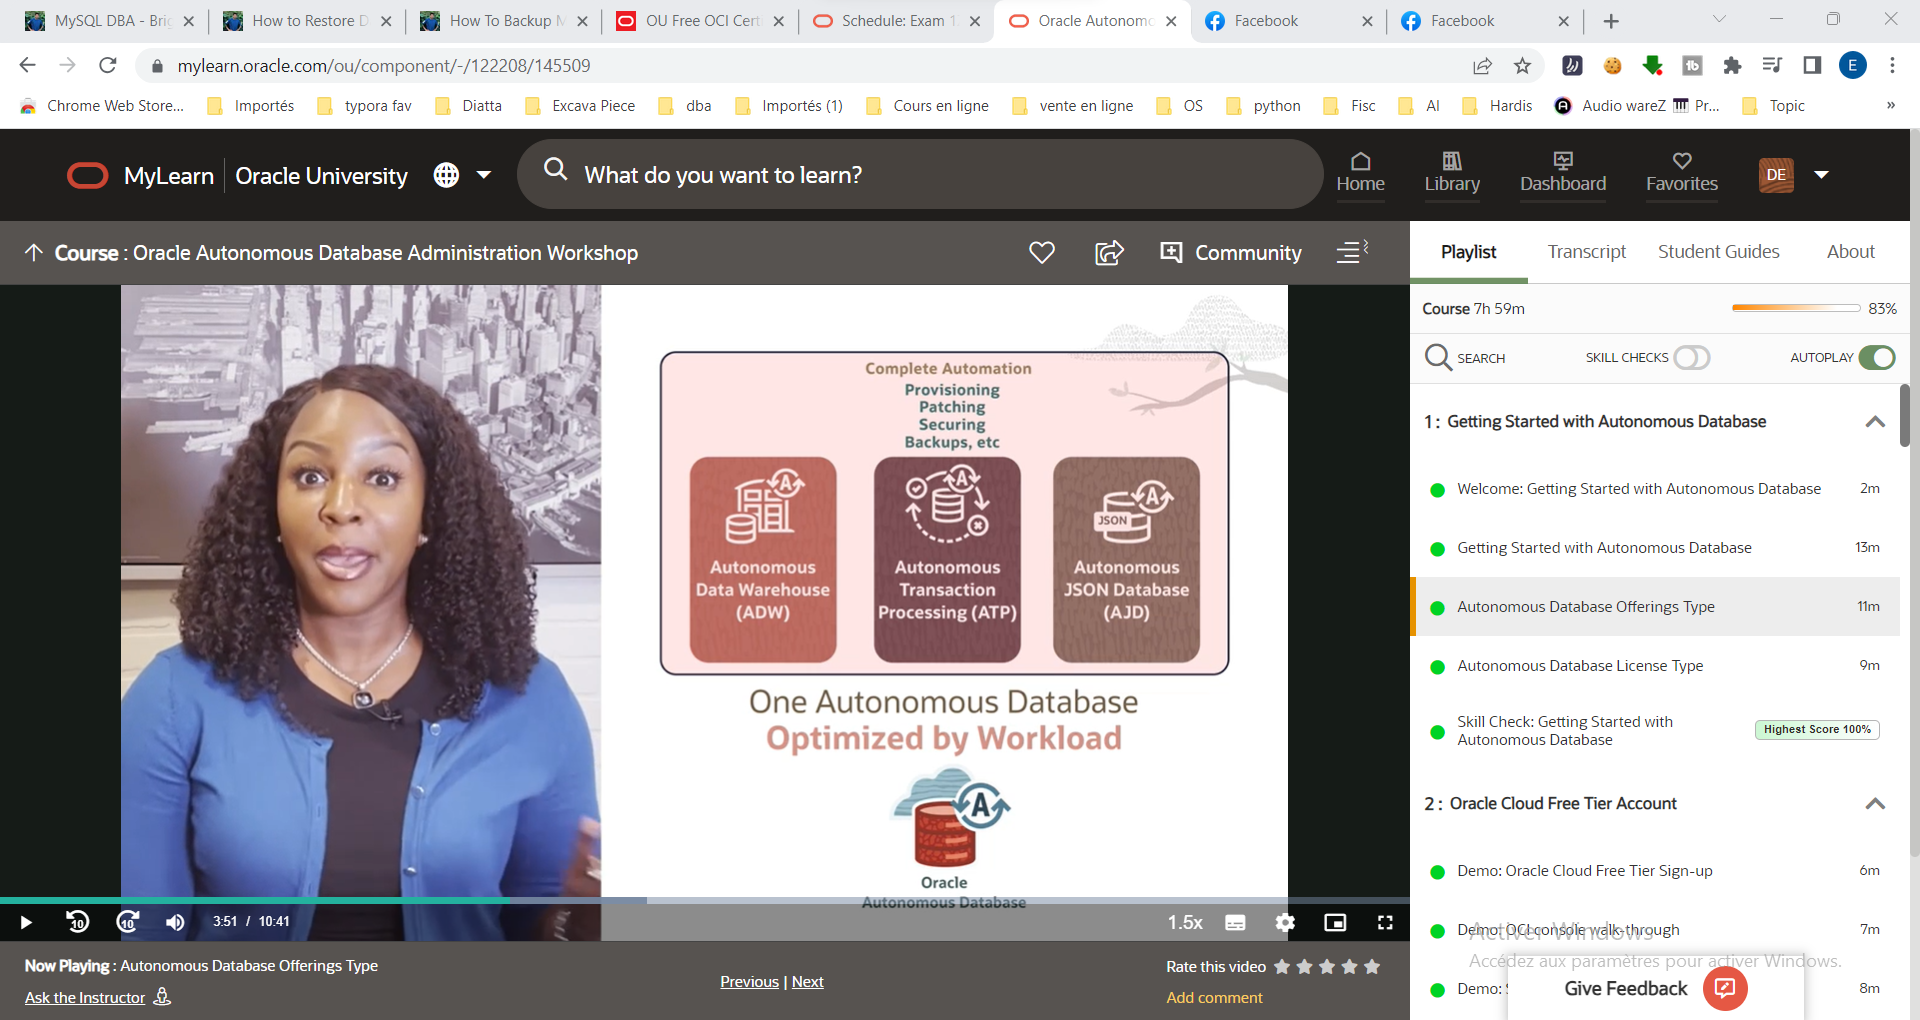 MySQL DBA - Brig
How to Restore D
How To Backup M
OU Free OCI Cert
Schedule: Exam 1
Oracle Autonomo
Facebook
Facebook
mylearn.oracle.com/ou/component/-/122208/145509
E
Chrome Web Store...
Importés
typora fav
Diatta
Excava Piece
dba
Importés (1)
Cours en ligne
vente en ligne
OS
python
Fisc
AI
Hardis
Audio wareZ
Pr...
Topic
»
MyLearn
Oracle University
What do you want to learn?
Home
Library
Dashboard
Favorites
DE
Course : Oracle Autonomous Database Administration Workshop
Community
Playlist
Transcript
Student Guides
About
Course 7h 59m
83%
SEARCH
SKILL CHECKS
AUTOPLAY
Complete Automation
Provisioning
Patching
Securing
Backups, etc
A
Autonomous
Data Warehouse
(ADW)
A
Autonomous
Transaction
Processing (ATP)
A
JSON
Autonomous
JSON Database
(AJD)
One Autonomous Database
Optimized by Workload
A
Oracle
Autonomous Database
1 : Getting Started with Autonomous Database
Welcome: Getting Started with Autonomous Database 2m
Getting Started with Autonomous Database 13m
Autonomous Database Offerings Type 11m
Autonomous Database License Type 9m
Skill Check: Getting Started with
Autonomous Database
Highest Score 100%
2 : Oracle Cloud Free Tier Account
Demo: Oracle Cloud Free Tier Sign-up 6m
Demo: OCI console walk-through 7m
Demo: 8m
Activer Windows
Accédez aux paramètres pour activer Windows.
Give Feedback
10
10
3:51 / 10:41
1.5x
Now Playing : Autonomous Database Offerings Type
Ask the Instructor
Previous | Next
Rate this video
Add comment